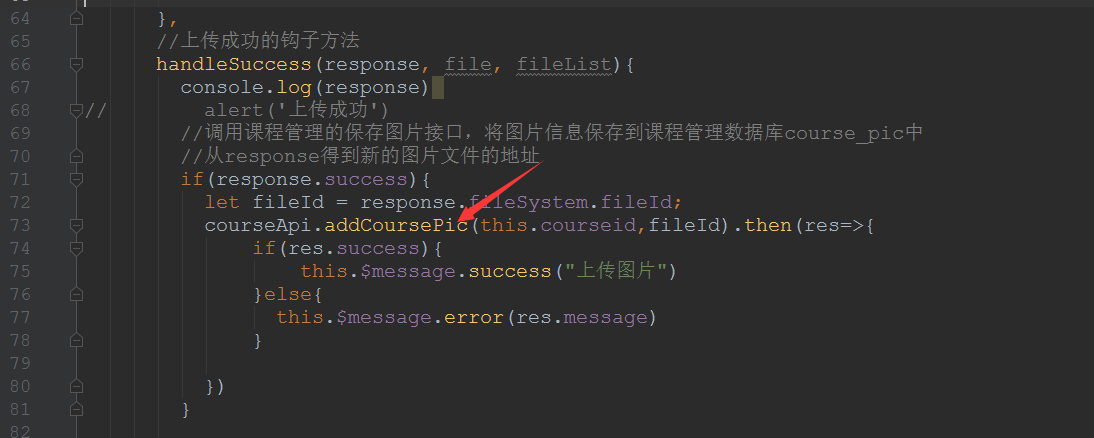 64 },
65 //上传成功的钩子方法
66 handleSuccess(response, file, fileList){
67 console.log(response)
68 // alert('上传成功')
69 //调用课程管理的保存图片接口，将图片信息保存到课程管理数据库course_pic中
70 //从response得到新的图片文件的地址
71 if(response.success){
72 let fileId = response.fileSystem.fileId;
73 courseApi.addCoursePic(this.courseid,fileId).then(res=>{
74 if(res.success){
75 this.$message.success("上传图片")
76 }else{
77 this.$message.error(res.message)
78 }
79
80 })
81 }
82